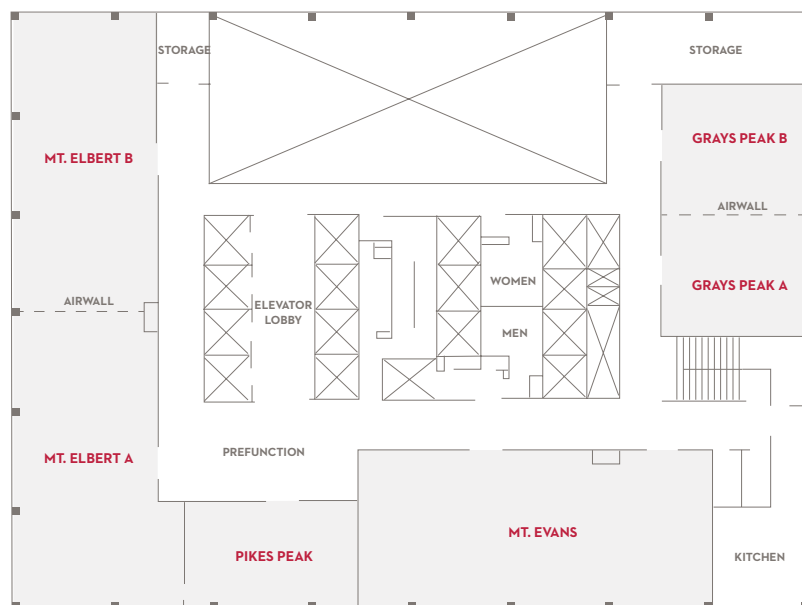 STORAGE
STORAGE
MT. ELBERT B
GRAYS PEAK B
AIRWALL
GRAYS PEAK A
WOMEN
AIRWALL
ELEVATOR
LOBBY
MEN
MT. ELBERT A
PREFUNCTION
MT. EVANS
PIKES PEAK
KITCHEN